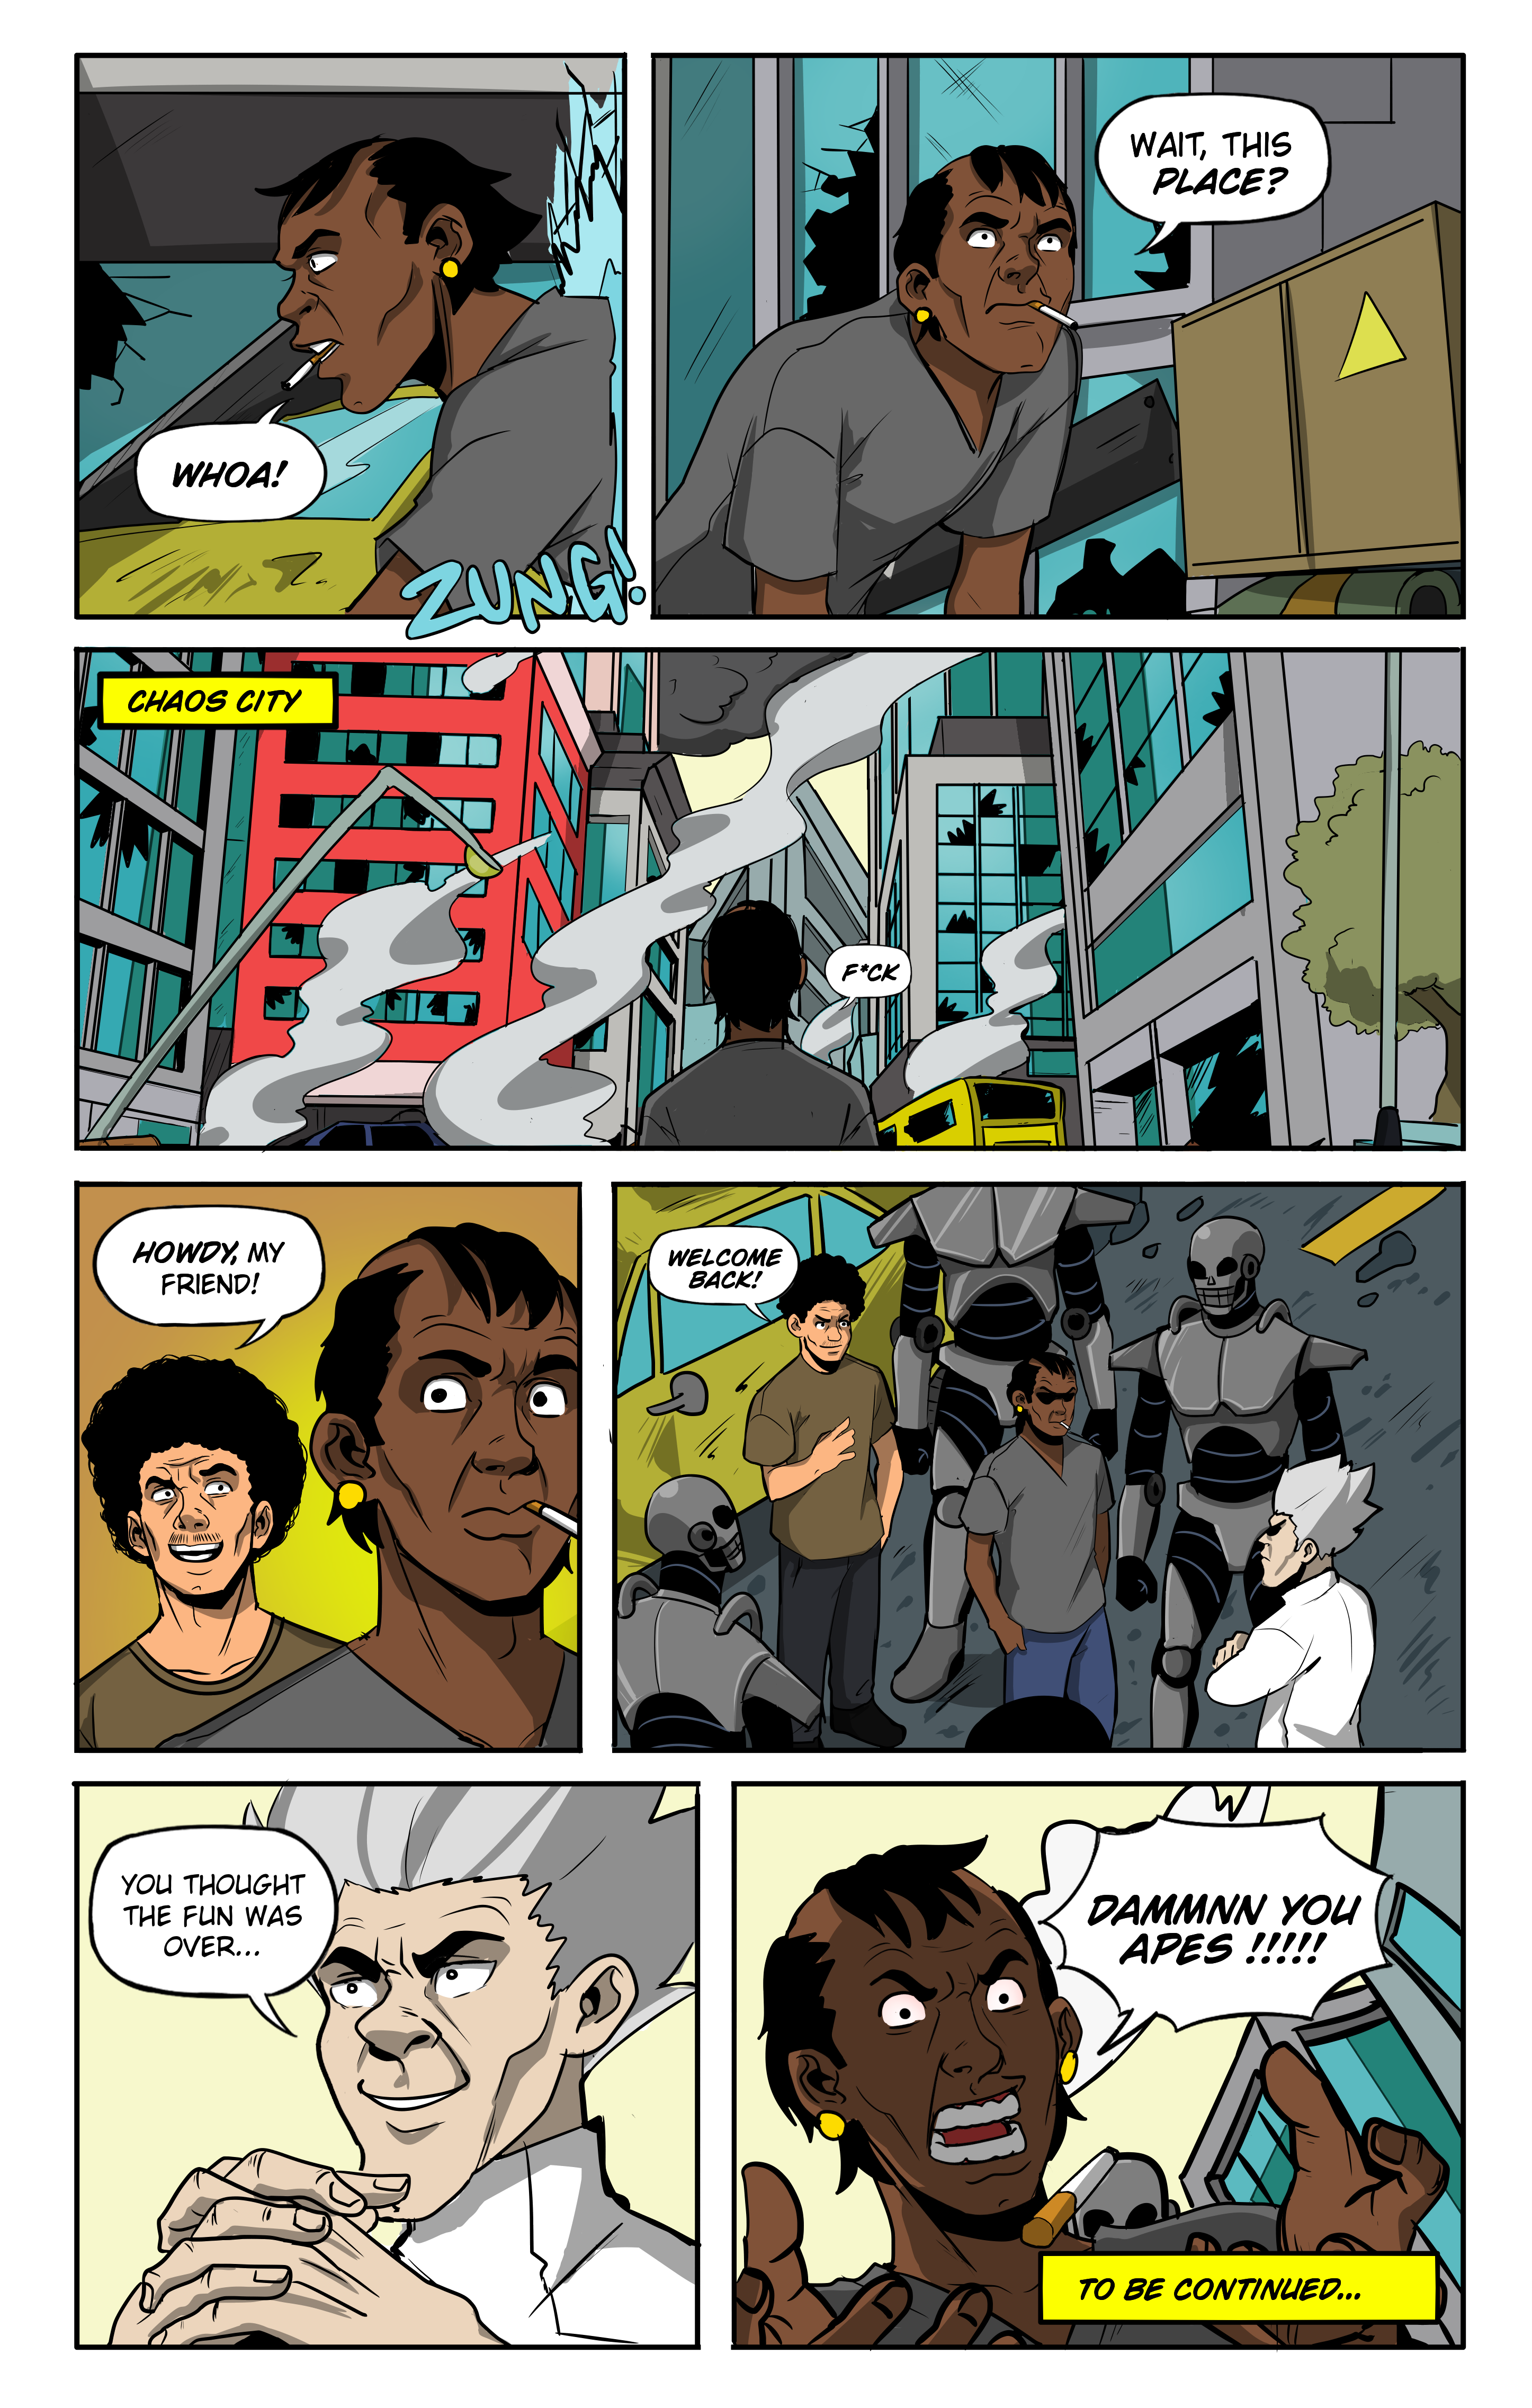 WHOA!
ZUNG!
WAIT, THIS
PLACE?
CHAOS CITY
F*CK
HOWDY, MY
FRIEND!
WELCOME
BACK!
YOU THOUGHT
THE FUN WAS
OVER...
DAMMNN YOU
APES !!!!!
TO BE CONTINUED...